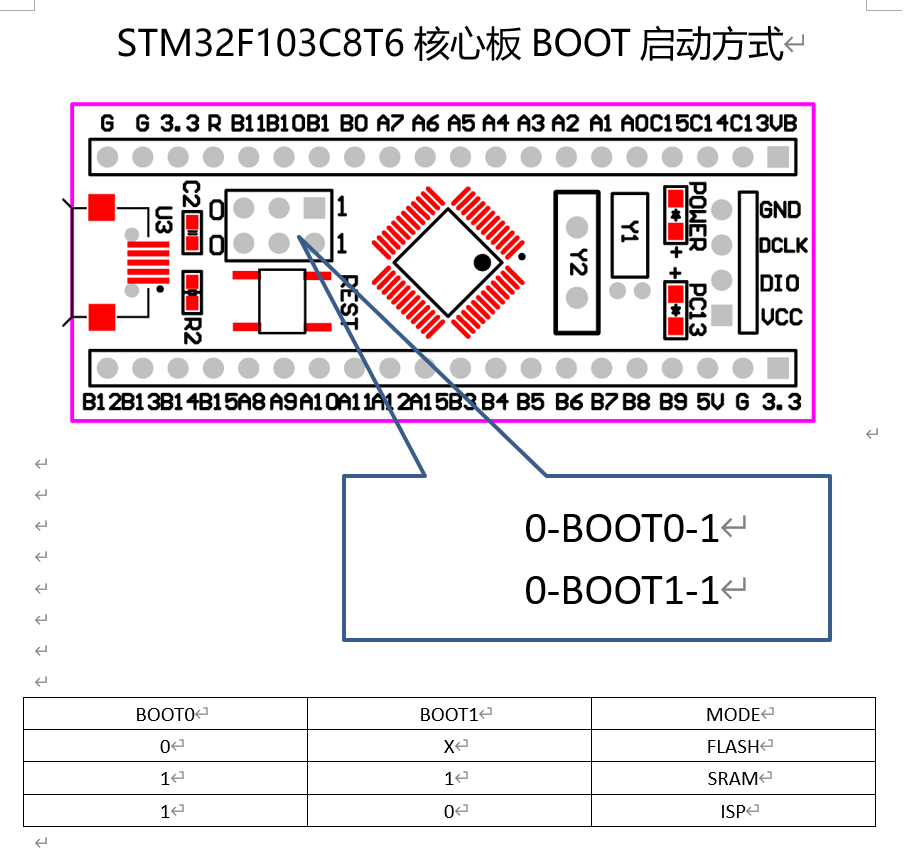 STM32F103C8T6 核心板 BOOT 启动方式
G G 3.3 R B11 B10 B1 B0 A7 A6 A5 A4 A3 A2 A1 A0 C15 C14 C13 VB
C2
U3
R2
0 1
0 1
REST
Y2
Y1
POWER
+
+
PC13
GND
DCLK
DIO
VCC
B12 B13 B14 B15 A8 A9 A10 A11 A12 A15 B3 B4 B5 B6 B7 B8 B9 5V G 3.3
0-BOOT0-1
0-BOOT1-1
BOOT0 BOOT1 MODE
0 X FLASH
1 1 SRAM
1 0 ISP